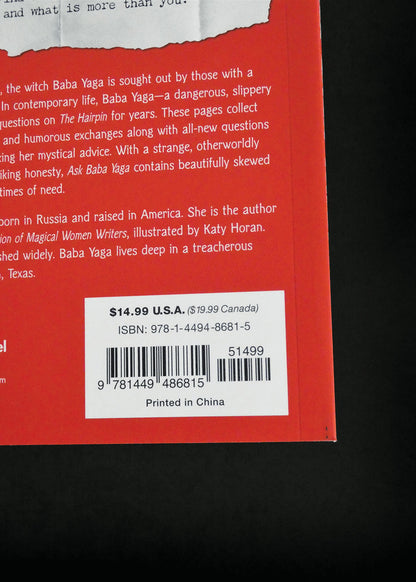 and what is more than you.
, the witch Baba Yaga is sought out by those with a
In contemporary life, Baba Yaga—a dangerous, slippery
questions on The Hairpin for years. These pages collect
and humorous exchanges along with all-new questions
king her mystical advice. With a strange, otherworldly
iking honesty, Ask Baba Yaga contains beautifully skewed
times of need.
born in Russia and raised in America. She is the author
ion of Magical Women Writers, illustrated by Katy Horan.
shed widely. Baba Yaga lives deep in a treacherous
, Texas.
$14.99 U.S.A. ($19.99 Canada)
ISBN: 978-1-4494-8681-5
51499
9 781449 486815
Printed in China
el
m